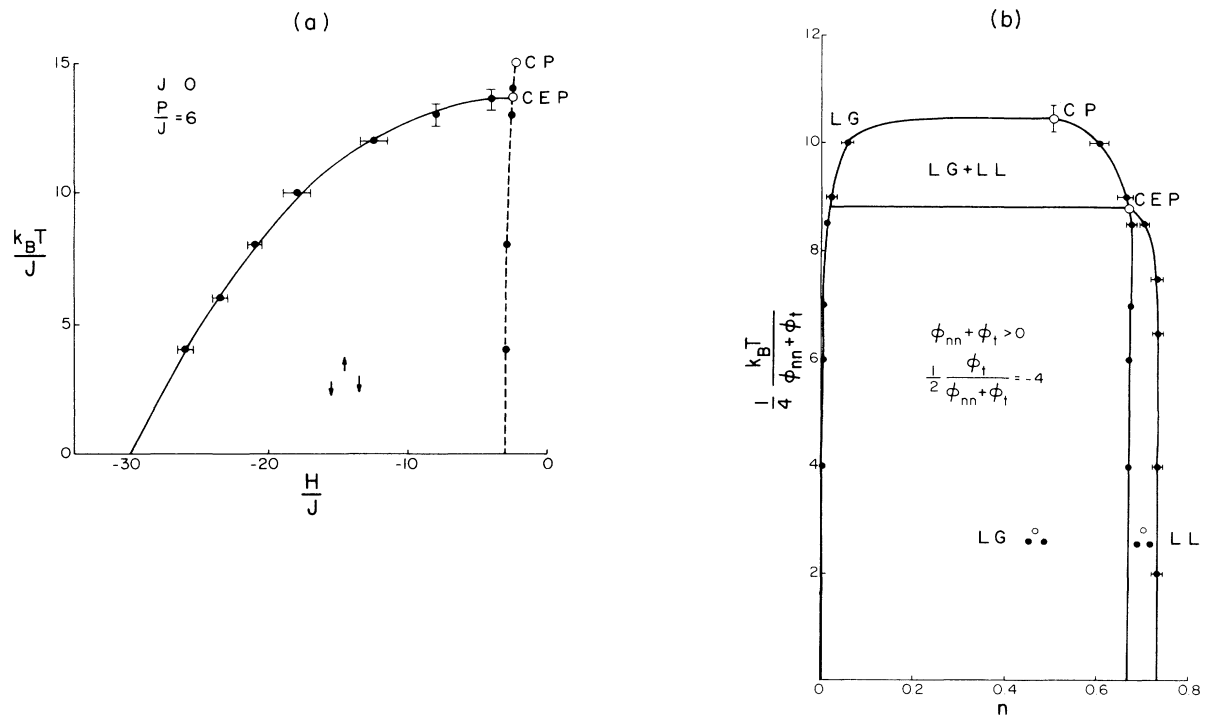 (a)
15
10
5
0
k_B T
J
J 0
P/J = 6
CP
CEP
-30
-20
-10
0
H
J
(b)
12
10
8
6
4
2
1/4 k_B T / ϕ_nn + ϕ_t
LG
CP
LG+LL
CEP
ϕ_nn + ϕ_t > 0
1/2 ϕ_t / ϕ_nn + ϕ_t = -4
LG
LL
0
0.2
0.4
0.6
0.8
n